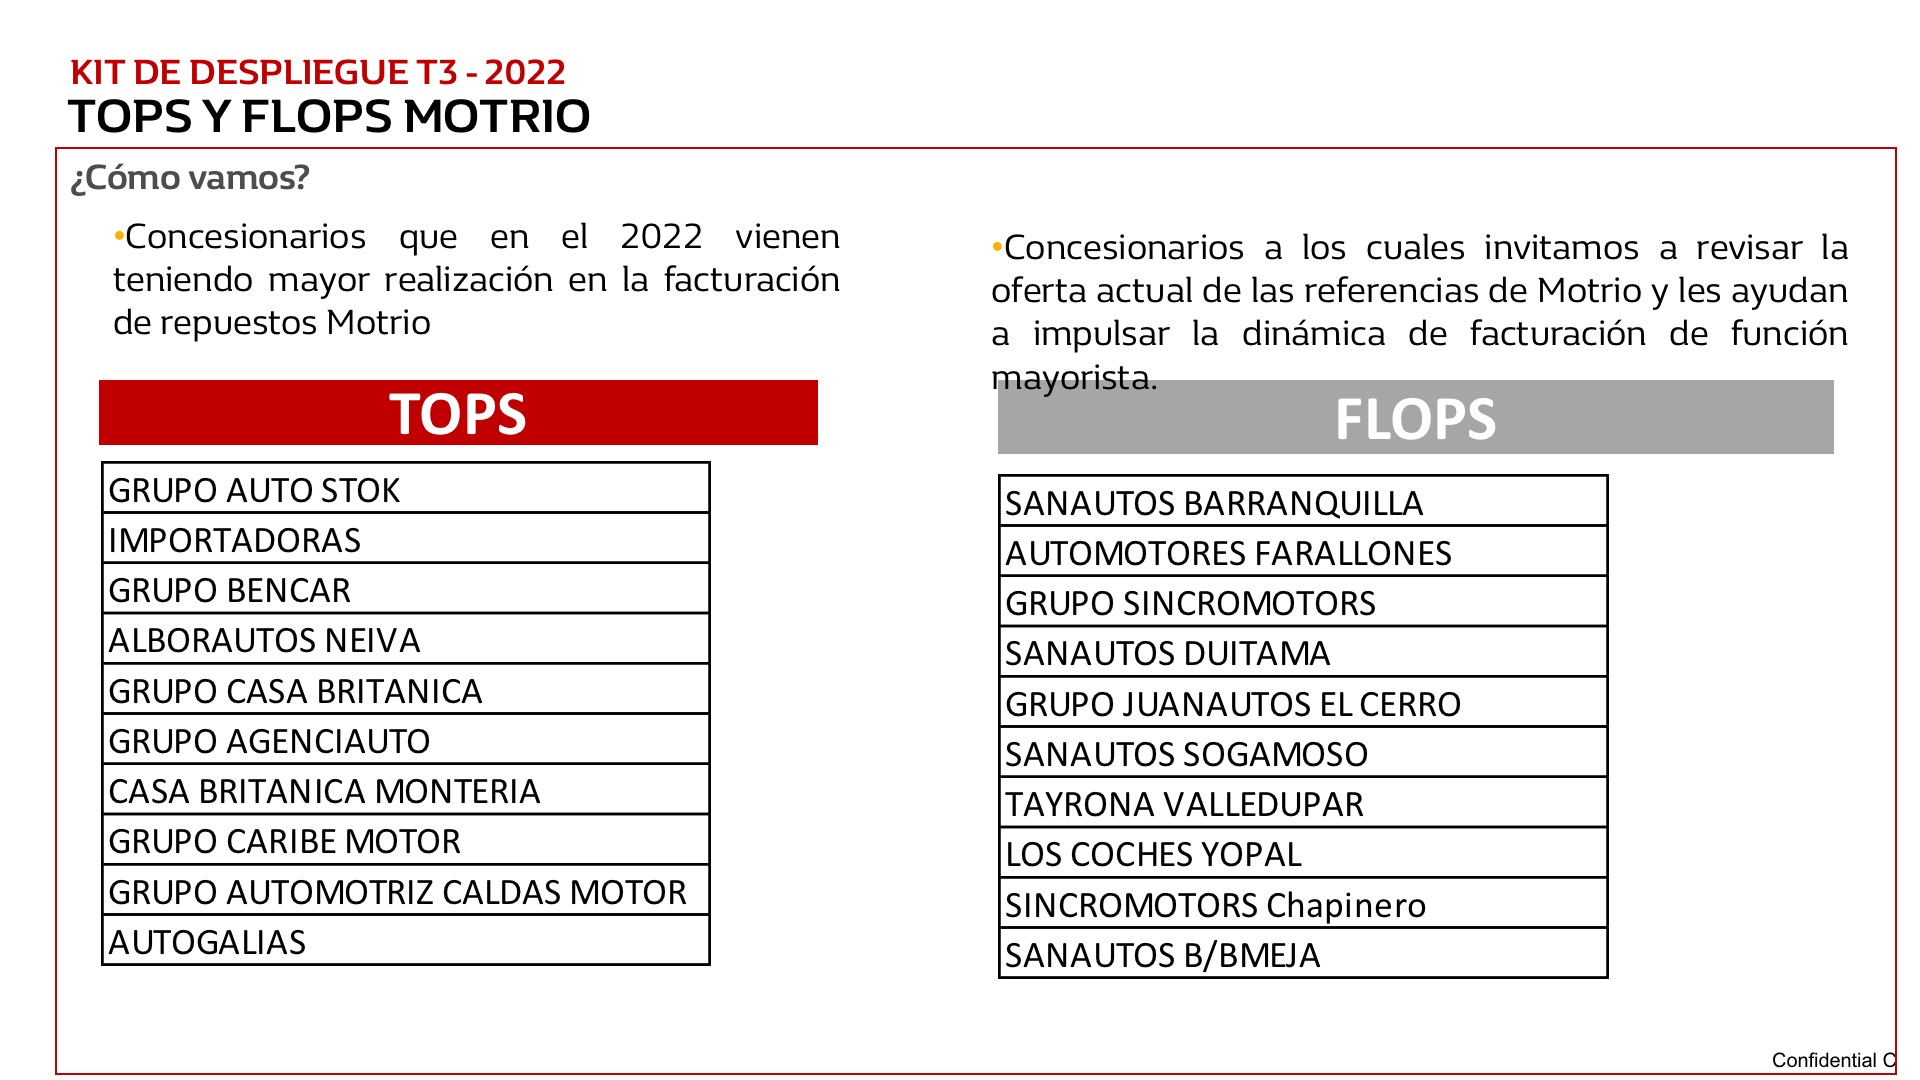 KIT DE DESPLIEGUE T3 - 2022
TOPS Y FLOPS MOTRIO
¿Cómo vamos?
•Concesionarios que en el 2022 vienen
teniendo mayor realización en la facturación
de repuestos Motrio
TOPS
GRUPO AUTO STOK
IMPORTADORAS
GRUPO BENCAR
ALBORAUTOS NEIVA
GRUPO CASA BRITANICA
GRUPO AGENCIAUTO
CASA BRITANICA MONTERIA
GRUPO CARIBE MOTOR
GRUPO AUTOMOTRIZ CALDAS MOTOR
AUTOGALIAS
•Concesionarios a los cuales invitamos a revisar la
oferta actual de las referencias de Motrio y les ayudan
a impulsar la dinámica de facturación de función
mayorista.
FLOPS
SANAUTOS BARRANQUILLA
AUTOMOTORES FARALLONES
GRUPO SINCROMOTORS
SANAUTOS DUITAMA
GRUPO JUANAUTOS EL CERRO
SANAUTOS SOGAMOSO
TAYRONA VALLEDUPAR
LOS COCHES YOPAL
SINCROMOTORS Chapinero
SANAUTOS B/BMEJA
Confidential C